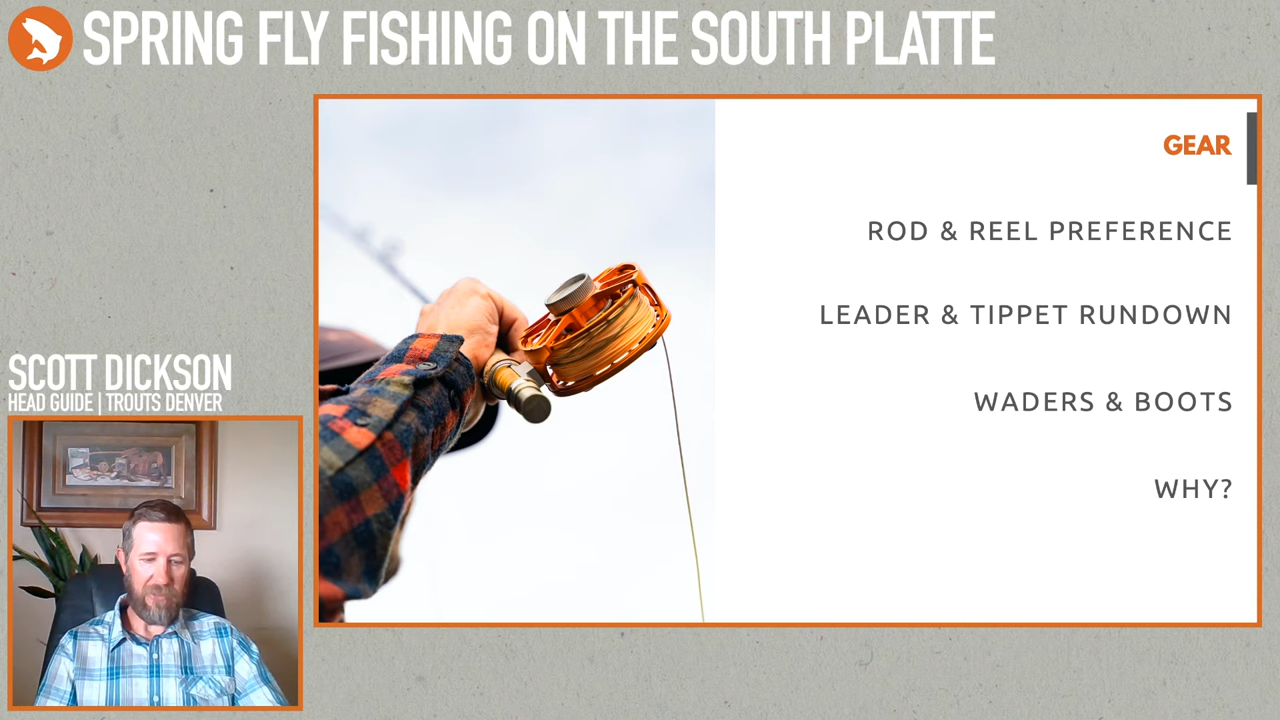 SPRING FLY FISHING ON THE SOUTH PLATTE
GEAR
ROD & REEL PREFERENCE
LEADER & TIPPET RUNDOWN
WADERS & BOOTS
WHY?
SCOTT DICKSON
HEAD GUIDE | TROUTS DENVER